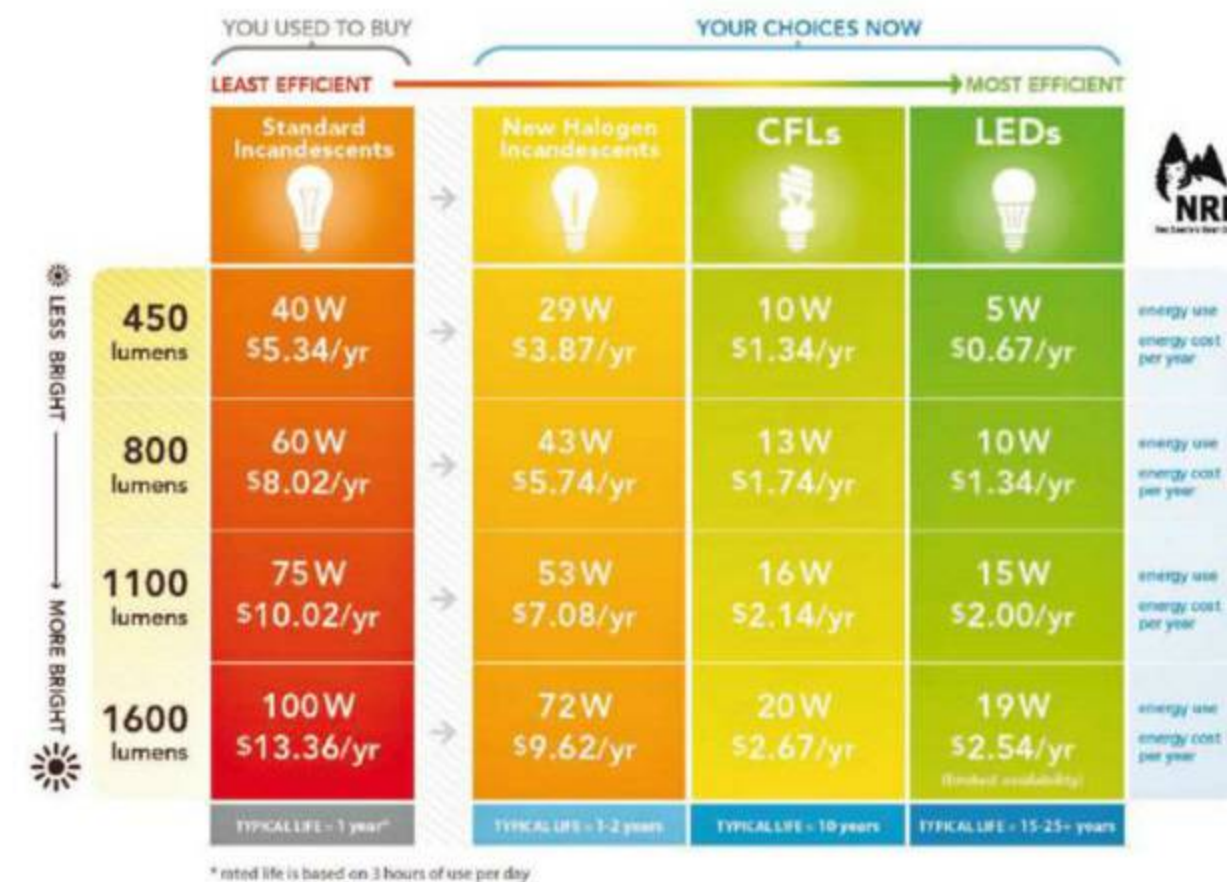 YOU USED TO BUY
YOUR CHOICES NOW
LEAST EFFICIENT
MOST EFFICIENT
Standard
Incandescents
New Halogen
Incandescents
CFLs
LEDs
LESS BRIGHT
MORE BRIGHT
450
lumens
40 W
$5.34/yr
29 W
$3.87/yr
10 W
$1.34/yr
5 W
$0.67/yr
energy use
energy cost
per year
800
lumens
60 W
$8.02/yr
43 W
$5.74/yr
13 W
$1.74/yr
10 W
$1.34/yr
energy use
energy cost
per year
1100
lumens
75 W
$10.02/yr
53 W
$7.08/yr
16 W
$2.14/yr
15 W
$2.00/yr
energy use
energy cost
per year
1600
lumens
100 W
$13.36/yr
72 W
$9.62/yr
20 W
$2.67/yr
19 W
$2.54/yr
(limited availability)
energy use
energy cost
per year
TYPICAL LIFE = 1 year*
TYPICAL LIFE = 1-2 years
TYPICAL LIFE = 10 years
TYPICAL LIFE = 15-25+ years
* rated life is based on 3 hours of use per day